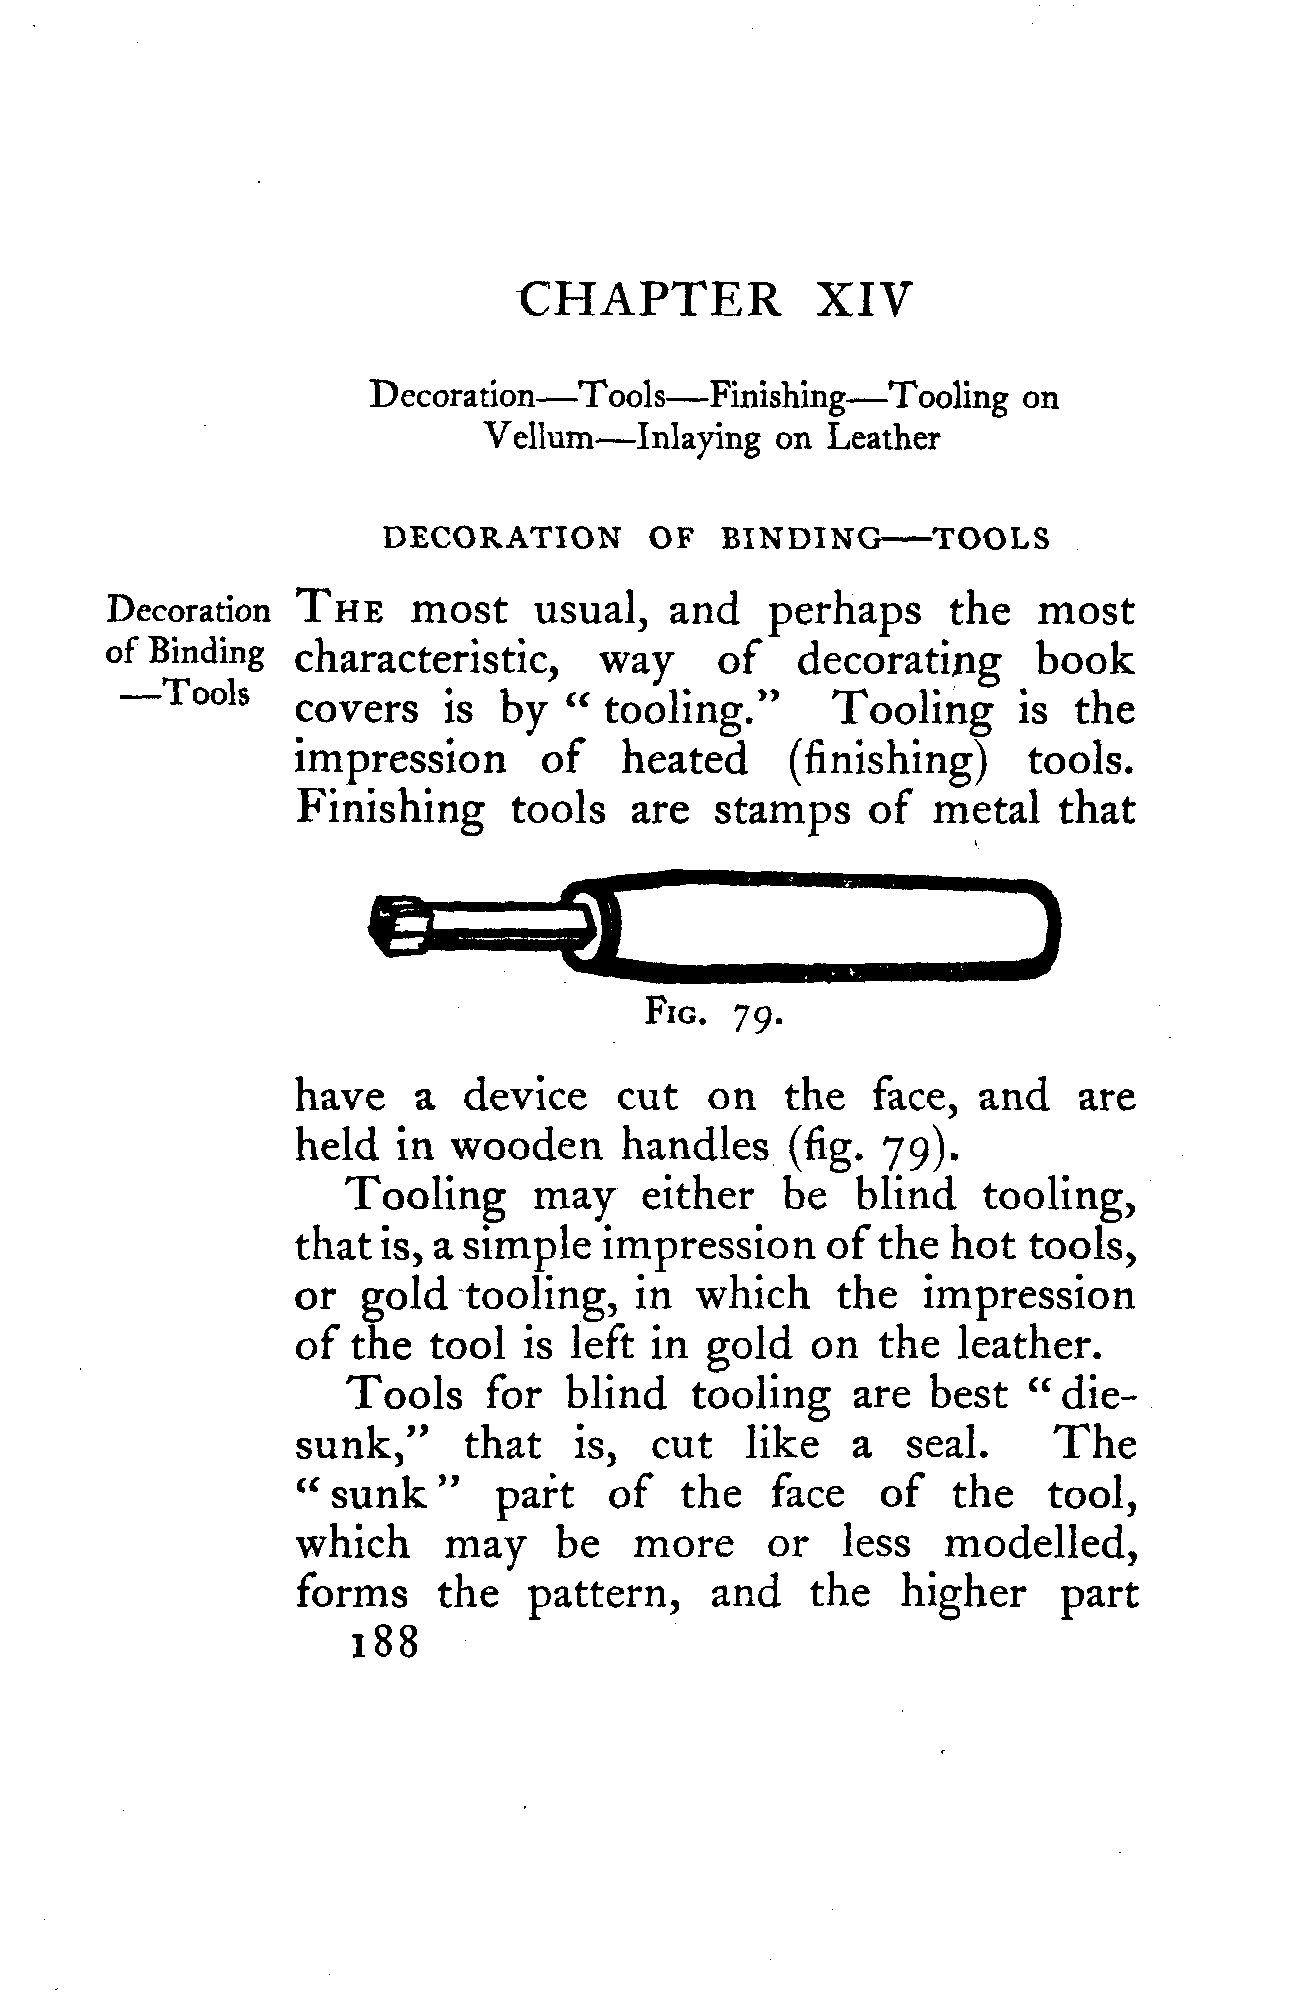 CHAPTER XIV
Decoration—Tools—Finishing—Tooling on
Vellum—Inlaying on Leather
DECORATION OF BINDING—TOOLS
Decoration
of Binding
—Tools
THE most usual, and perhaps the most
characteristic, way of decorating book
covers is by “ tooling.” Tooling is the
impression of heated (finishing) tools.
Finishing tools are stamps of metal that
FIG. 79.
have a device cut on the face, and are
held in wooden handles (fig. 79).
Tooling may either be blind tooling,
that is, a simple impression of the hot tools,
or gold tooling, in which the impression
of the tool is left in gold on the leather.
Tools for blind tooling are best “ die-
sunk,” that is, cut like a seal. The
“ sunk ” part of the face of the tool,
which may be more or less modelled,
forms the pattern, and the higher part
188